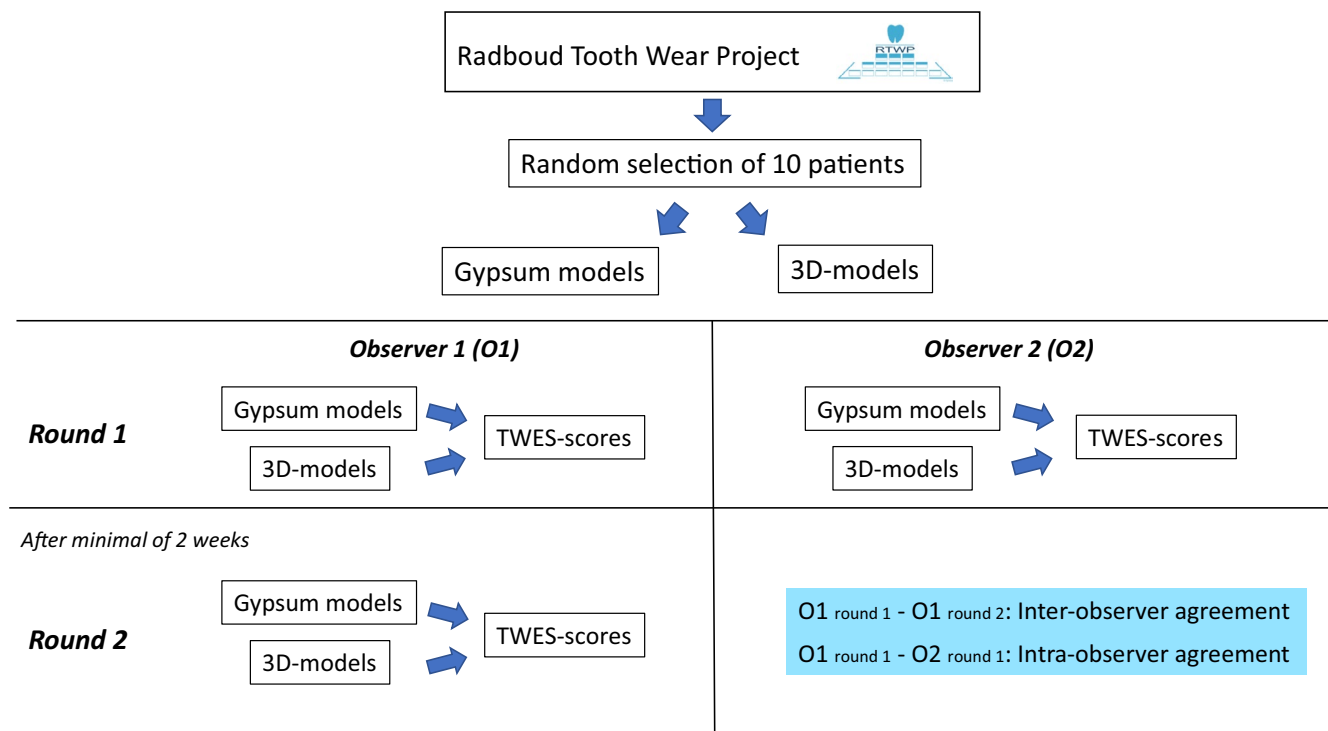 Radboud Tooth Wear Project
RTWP
Random selection of 10 patients
Gypsum models
3D-models
Observer 1 (O1)
Observer 2 (O2)
Round 1
Gypsum models
3D-models
TWES-scores
Gypsum models
3D-models
TWES-scores
After minimal of 2 weeks
Round 2
Gypsum models
3D-models
TWES-scores
O1 round 1 - O1 round 2: Inter-observer agreement
O1 round 1 - O2 round 1: Intra-observer agreement